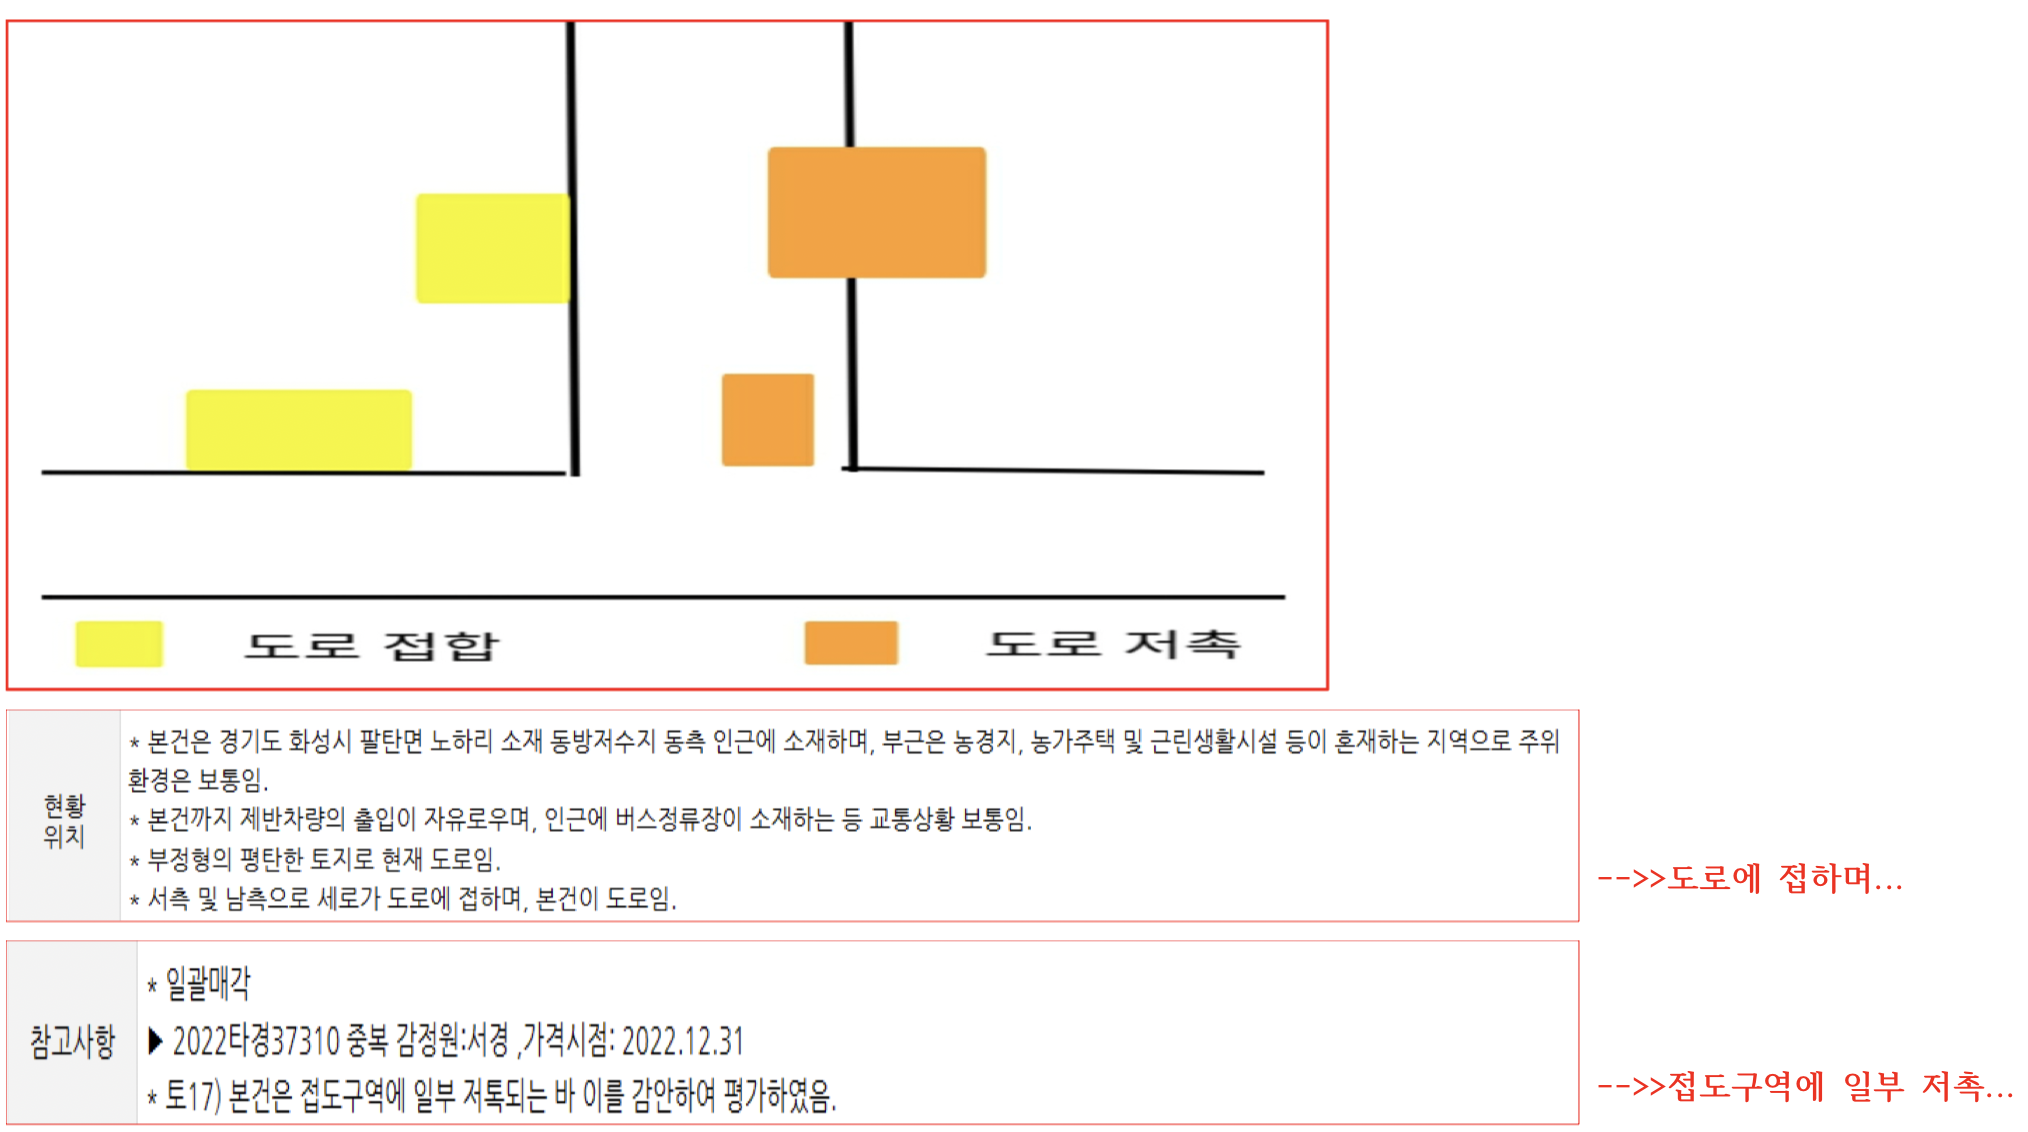 도로 접합
도로 저촉
현황
위치
* 본건은 경기도 화성시 팔탄면 노하리 소재 동방저수지 동측 인근에 소재하며, 부근은 농경지, 농가주택 및 근린생활시설 등이 혼재하는 지역으로 주위
환경은 보통임.
* 본건까지 제반차량의 출입이 자유로우며, 인근에 버스정류장이 소재하는 등 교통상황 보통임.
* 부정형의 평탄한 토지로 현재 도로임.
* 서측 및 남측으로 세로가 도로에 접하며, 본건이 도로임.
-->>도로에 접하며...
참고사항
* 일괄매각
▶ 2022타경37310 중복 감정원:서경 ,가격시점: 2022.12.31
* 토17) 본건은 접도구역에 일부 저톡되는 바 이를 감안하여 평가하였음.
-->>접도구역에 일부 저촉...